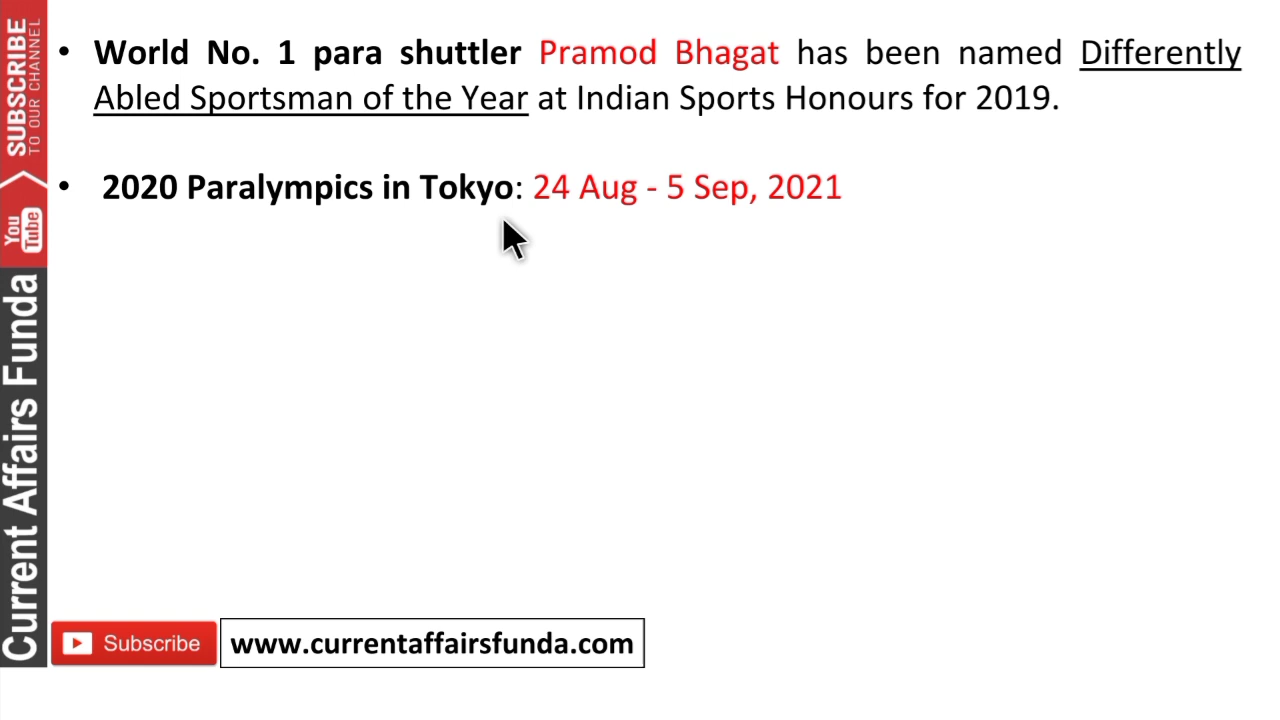 • World No. 1 para shuttler Pramod Bhagat has been named Differently
Abled Sportsman of the Year at Indian Sports Honours for 2019.
• 2020 Paralympics in Tokyo: 24 Aug - 5 Sep, 2021
SUBSCRIBE
TO OUR CHANNEL
You
Tube
Current Affairs Funda
Subscribe
www.currentaffairsfunda.com